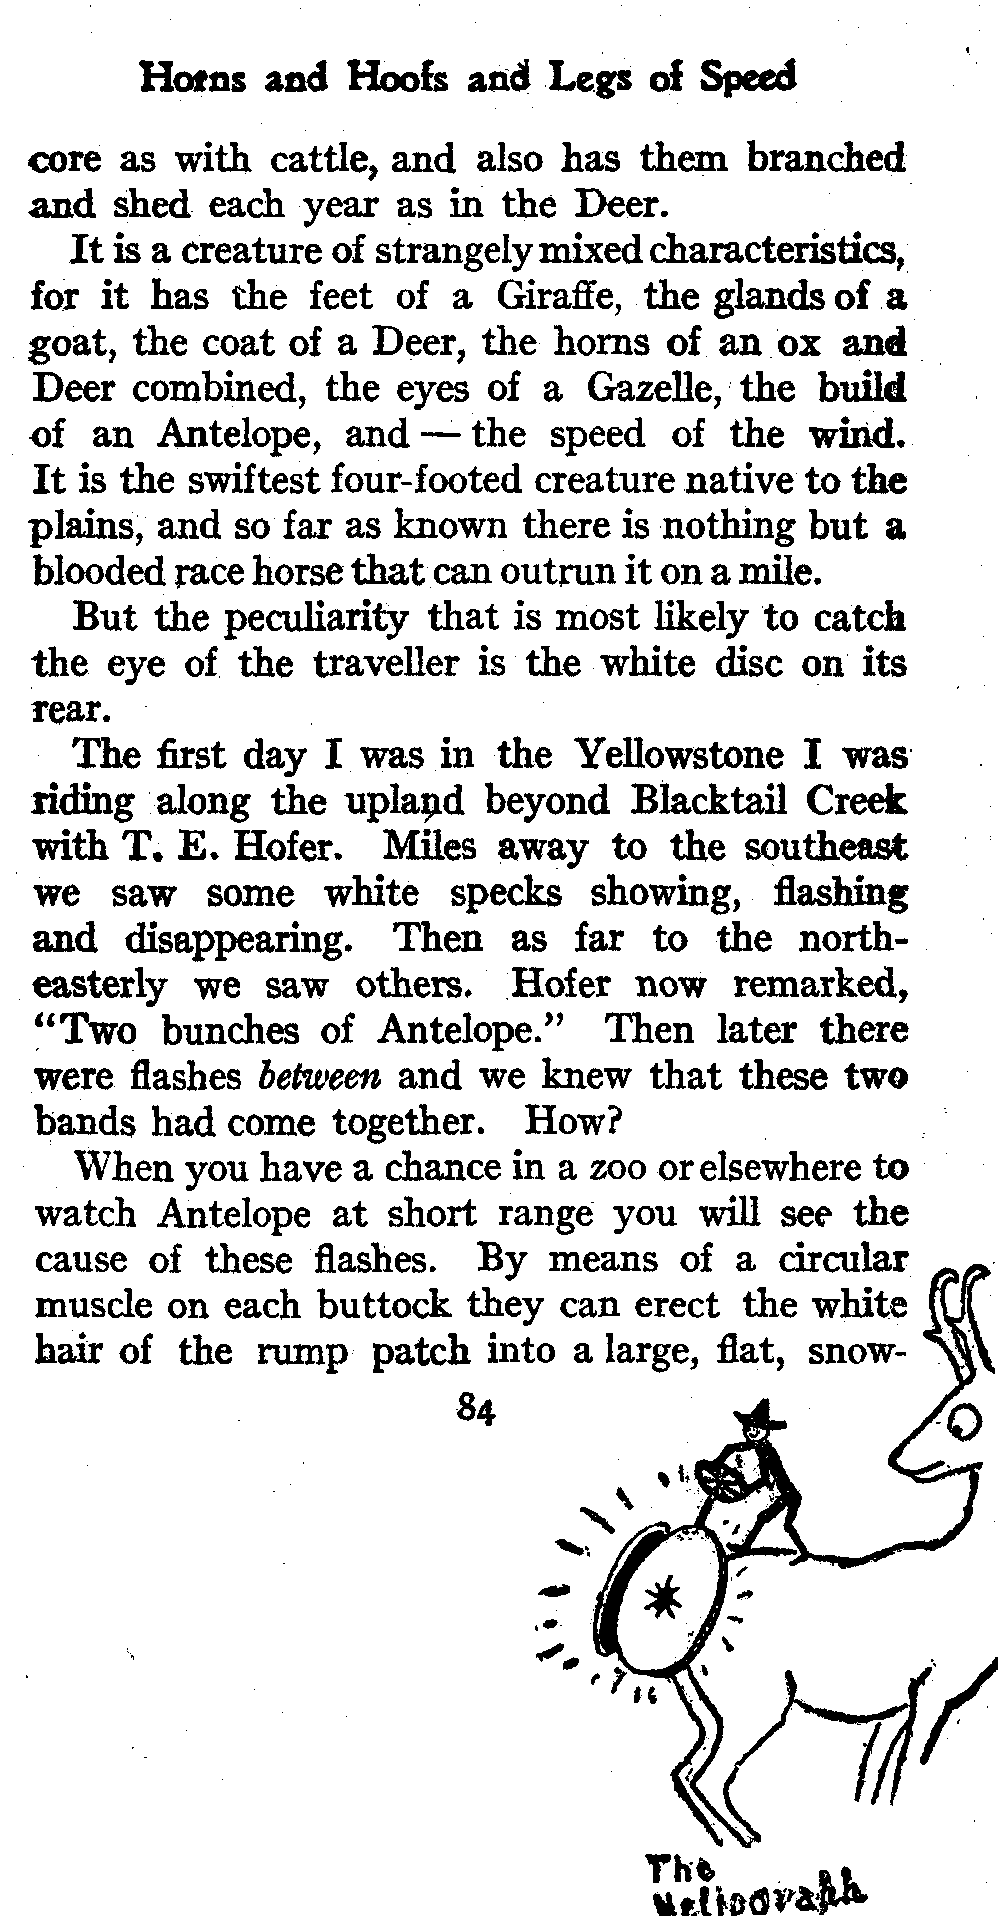 Horns and Hoofs and Legs of Speed
core as with cattle, and also has them branched
and shed each year as in the Deer.
It is a creature of strangely mixed characteristics,
for it has the feet of a Giraffe, the glands of a
goat, the coat of a Deer, the horns of an ox and
Deer combined, the eyes of a Gazelle, the build
of an Antelope, and — the speed of the wind.
It is the swiftest four-footed creature native to the
plains, and so far as known there is nothing but a
blooded race horse that can outrun it on a mile.
But the peculiarity that is most likely to catch
the eye of the traveller is the white disc on its
rear.
The first day I was in the Yellowstone I was
riding along the upland beyond Blacktail Creek
with T. E. Hofer. Miles away to the southeast
we saw some white specks showing, flashing
and disappearing. Then as far to the north-
easterly we saw others. Hofer now remarked,
“Two bunches of Antelope.” Then later there
were flashes between and we knew that these two
bands had come together. How?
When you have a chance in a zoo or elsewhere to
watch Antelope at short range you will see the
cause of these flashes. By means of a circular
muscle on each buttock they can erect the white
hair of the rump patch into a large, flat, snow-
84
The